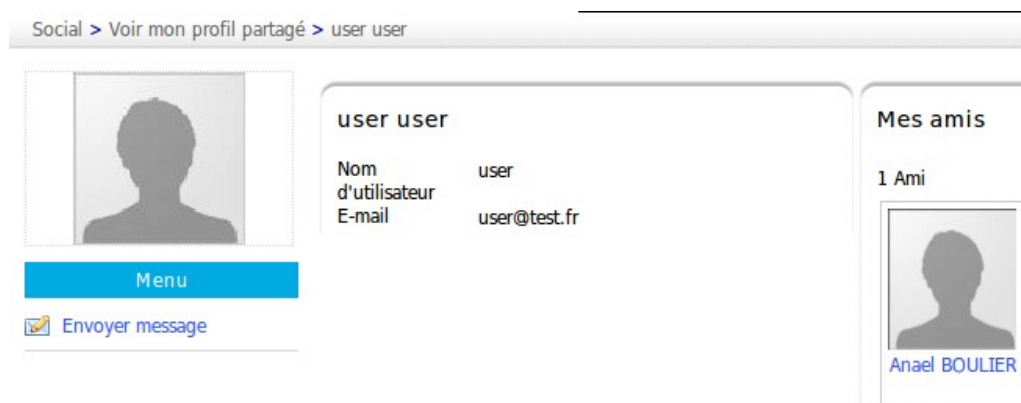 Social > Voir mon profil partagé > user user
user user
Nom d'utilisateur user
E-mail user@test.fr
Menu
Envoyer message
Mes amis
1 Ami
Anael BOULIER